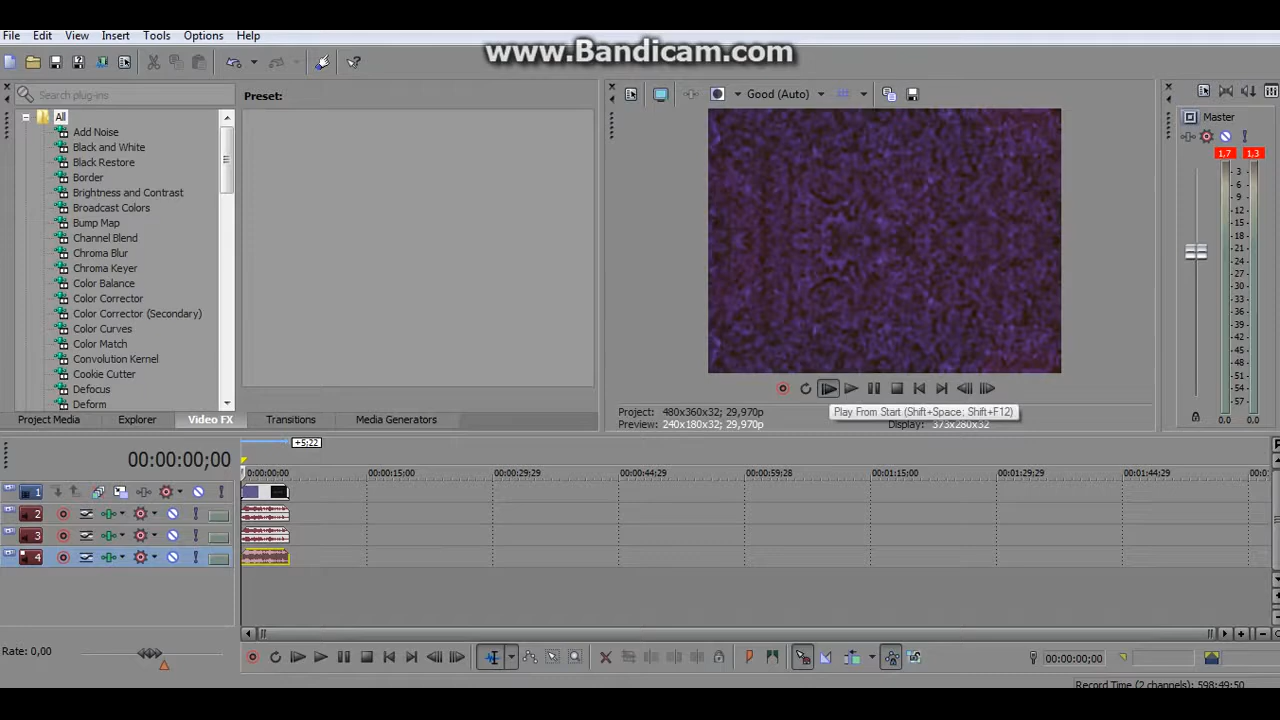 File Edit View Insert Tools Options Help
www.Bandicam.com
Search plug-ins
Preset:
Good (Auto)
Master
All
Add Noise
Black and White
Black Restore
Border
Brightness and Contrast
Broadcast Colors
Bump Map
Channel Blend
Chroma Blur
Chroma Keyer
Color Balance
Color Corrector
Color Corrector (Secondary)
Color Curves
Color Match
Convolution Kernel
Cookie Cutter
Defocus
Deform
1,7 1,3
3
6
9
12
15
18
21
24
27
30
33
36
39
42
45
48
51
54
57
0.0 0.0
Project Media Explorer Video FX Transitions Media Generators
Project: 480x360x32; 29,970p
Preview: 240x180x32; 29,970p
Play From Start (Shift+Space; Shift+F12)
Display: 373x280x32
+5;22
00:00:00;00
00:00:00;00 00:00:15;00 00:00:29;29 00:00:44;29 00:00:59;28 00:01:15;00 00:01:29;29 00:01:44;29 00:0
1
2
3
4
Rate: 0,00
00:00:00;00
Record Time (2 channels): 598:49:50